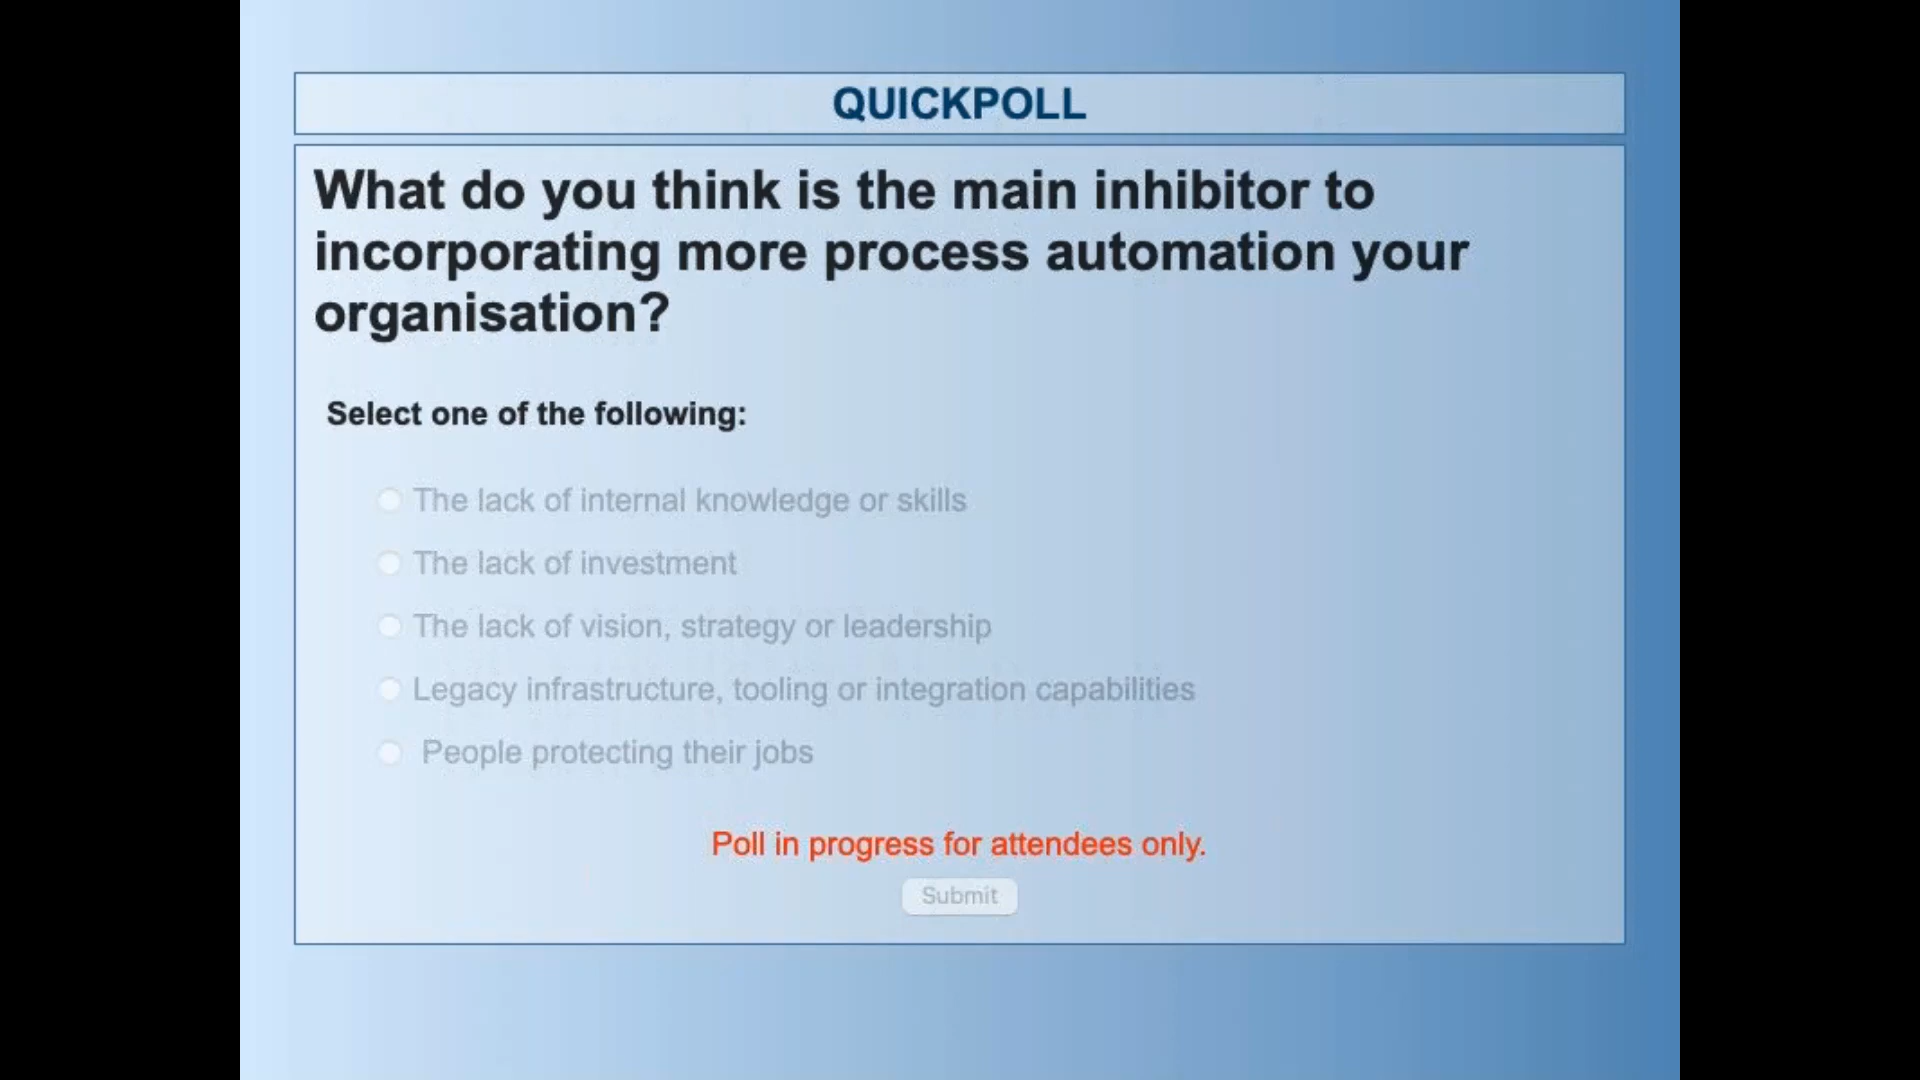 QUICKPOLL
What do you think is the main inhibitor to
incorporating more process automation your
organisation?
Select one of the following:
The lack of internal knowledge or skills
The lack of investment
The lack of vision, strategy or leadership
Legacy infrastructure, tooling or integration capabilities
People protecting their jobs
Poll in progress for attendees only.
Submit